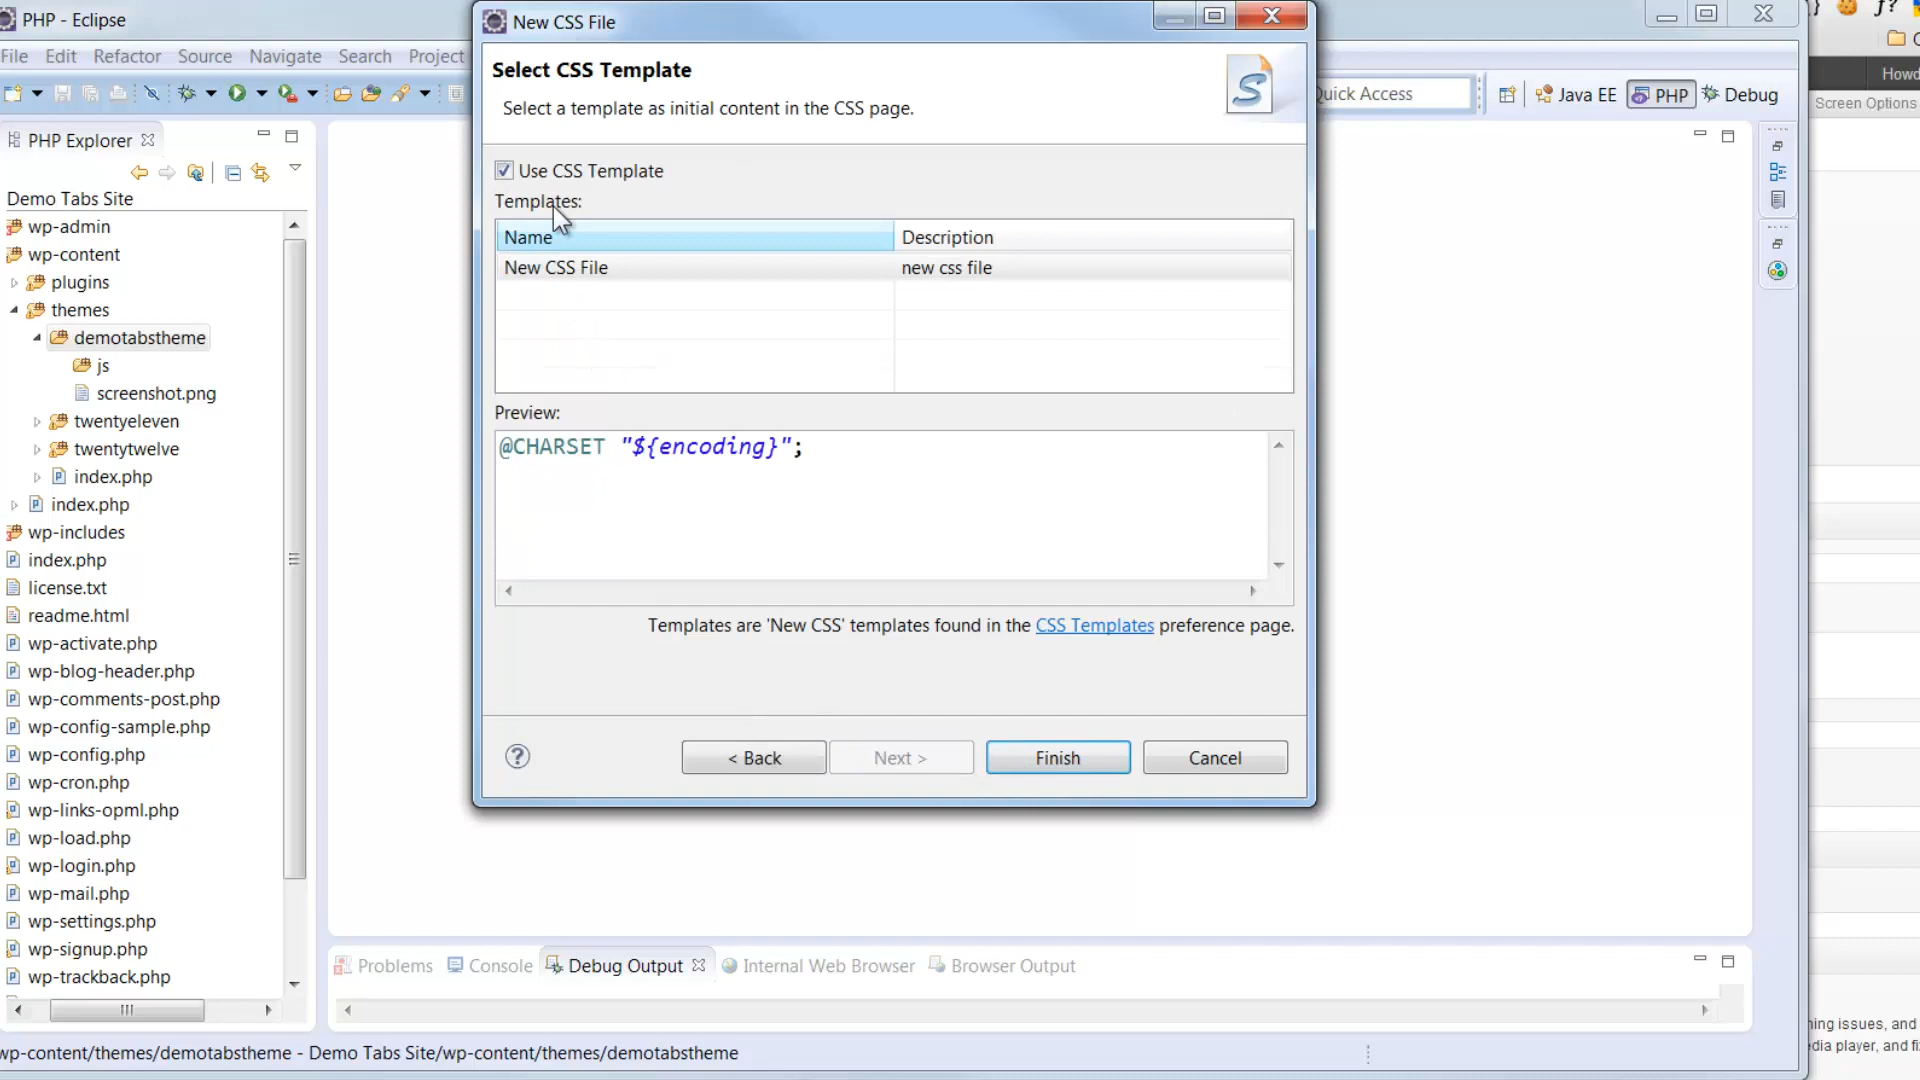 PHP - Eclipse
File Edit Refactor Source Navigate Search Project
Quick Access
Java EE
PHP
Debug
PHP Explorer
Demo Tabs Site
wp-admin
wp-content
plugins
themes
demotabstheme
js
screenshot.png
twentyeleven
twentytwelve
index.php
index.php
wp-includes
index.php
license.txt
readme.html
wp-activate.php
wp-blog-header.php
wp-comments-post.php
wp-config-sample.php
wp-config.php
wp-cron.php
wp-links-opml.php
wp-load.php
wp-login.php
wp-mail.php
wp-settings.php
wp-signup.php
wp-trackback.php
New CSS File
Select CSS Template
Select a template as initial content in the CSS page.
Use CSS Template
Templates:
Name Description
New CSS File new css file
Preview:
@CHARSET "${encoding}";
Templates are 'New CSS' templates found in the CSS Templates preference page.
< Back
Next >
Finish
Cancel
Problems
Console
Debug Output
Internal Web Browser
Browser Output
wp-content/themes/demotabstheme - Demo Tabs Site/wp-content/themes/demotabstheme
Screen Options
ning issues, and
edia player, and fi